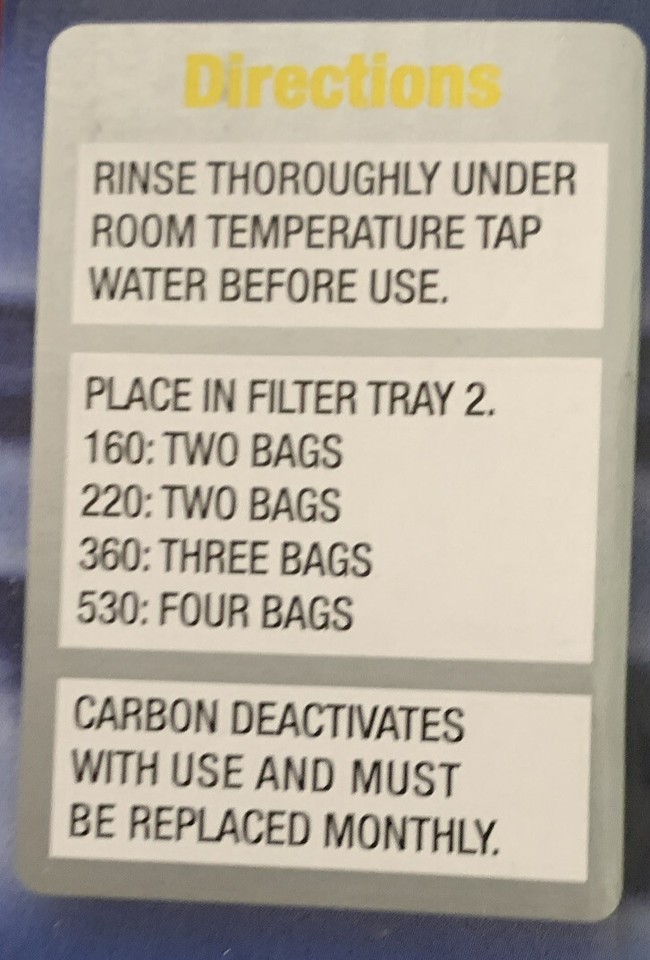 Directions
RINSE THOROUGHLY UNDER
ROOM TEMPERATURE TAP
WATER BEFORE USE.
PLACE IN FILTER TRAY 2.
160: TWO BAGS
220: TWO BAGS
360: THREE BAGS
530: FOUR BAGS
CARBON DEACTIVATES
WITH USE AND MUST
BE REPLACED MONTHLY.